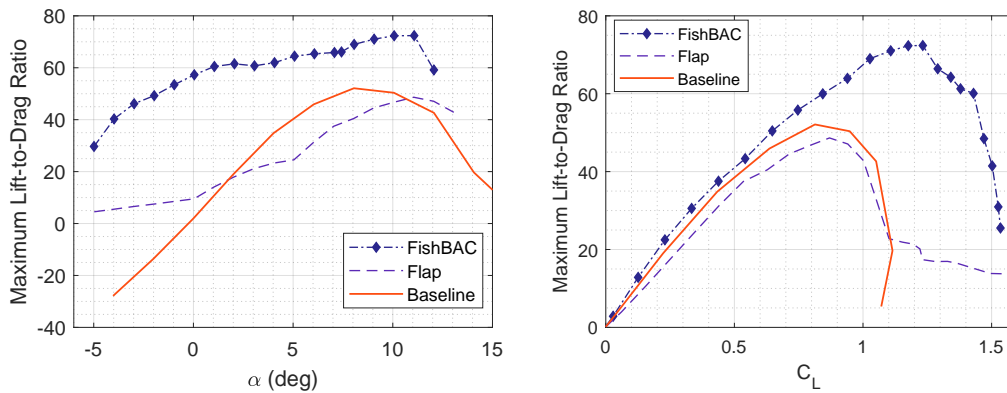 Maximum Lift-to-Drag Ratio
80
60
40
20
0
-20
-40
-5
0
5
10
15
α (deg)
FishBAC
Flap
Baseline
Maximum Lift-to-Drag Ratio
80
60
40
20
0
0
0.5
1
1.5
C_L
FishBAC
Flap
Baseline